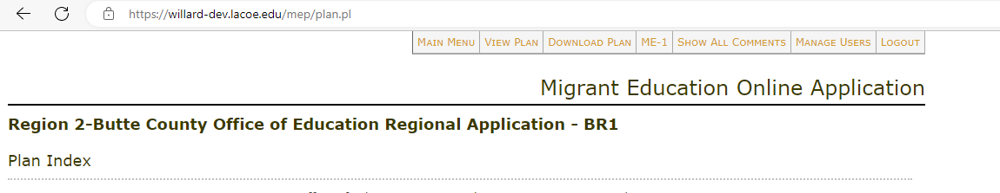 https://willard-dev.lacoe.edu/mep/plan.pl
MAIN MENU VIEW PLAN DOWNLOAD PLAN ME-1 SHOW ALL COMMENTS MANAGE USERS LOGOUT
Migrant Education Online Application
Region 2-Butte County Office of Education Regional Application - BR1
Plan Index